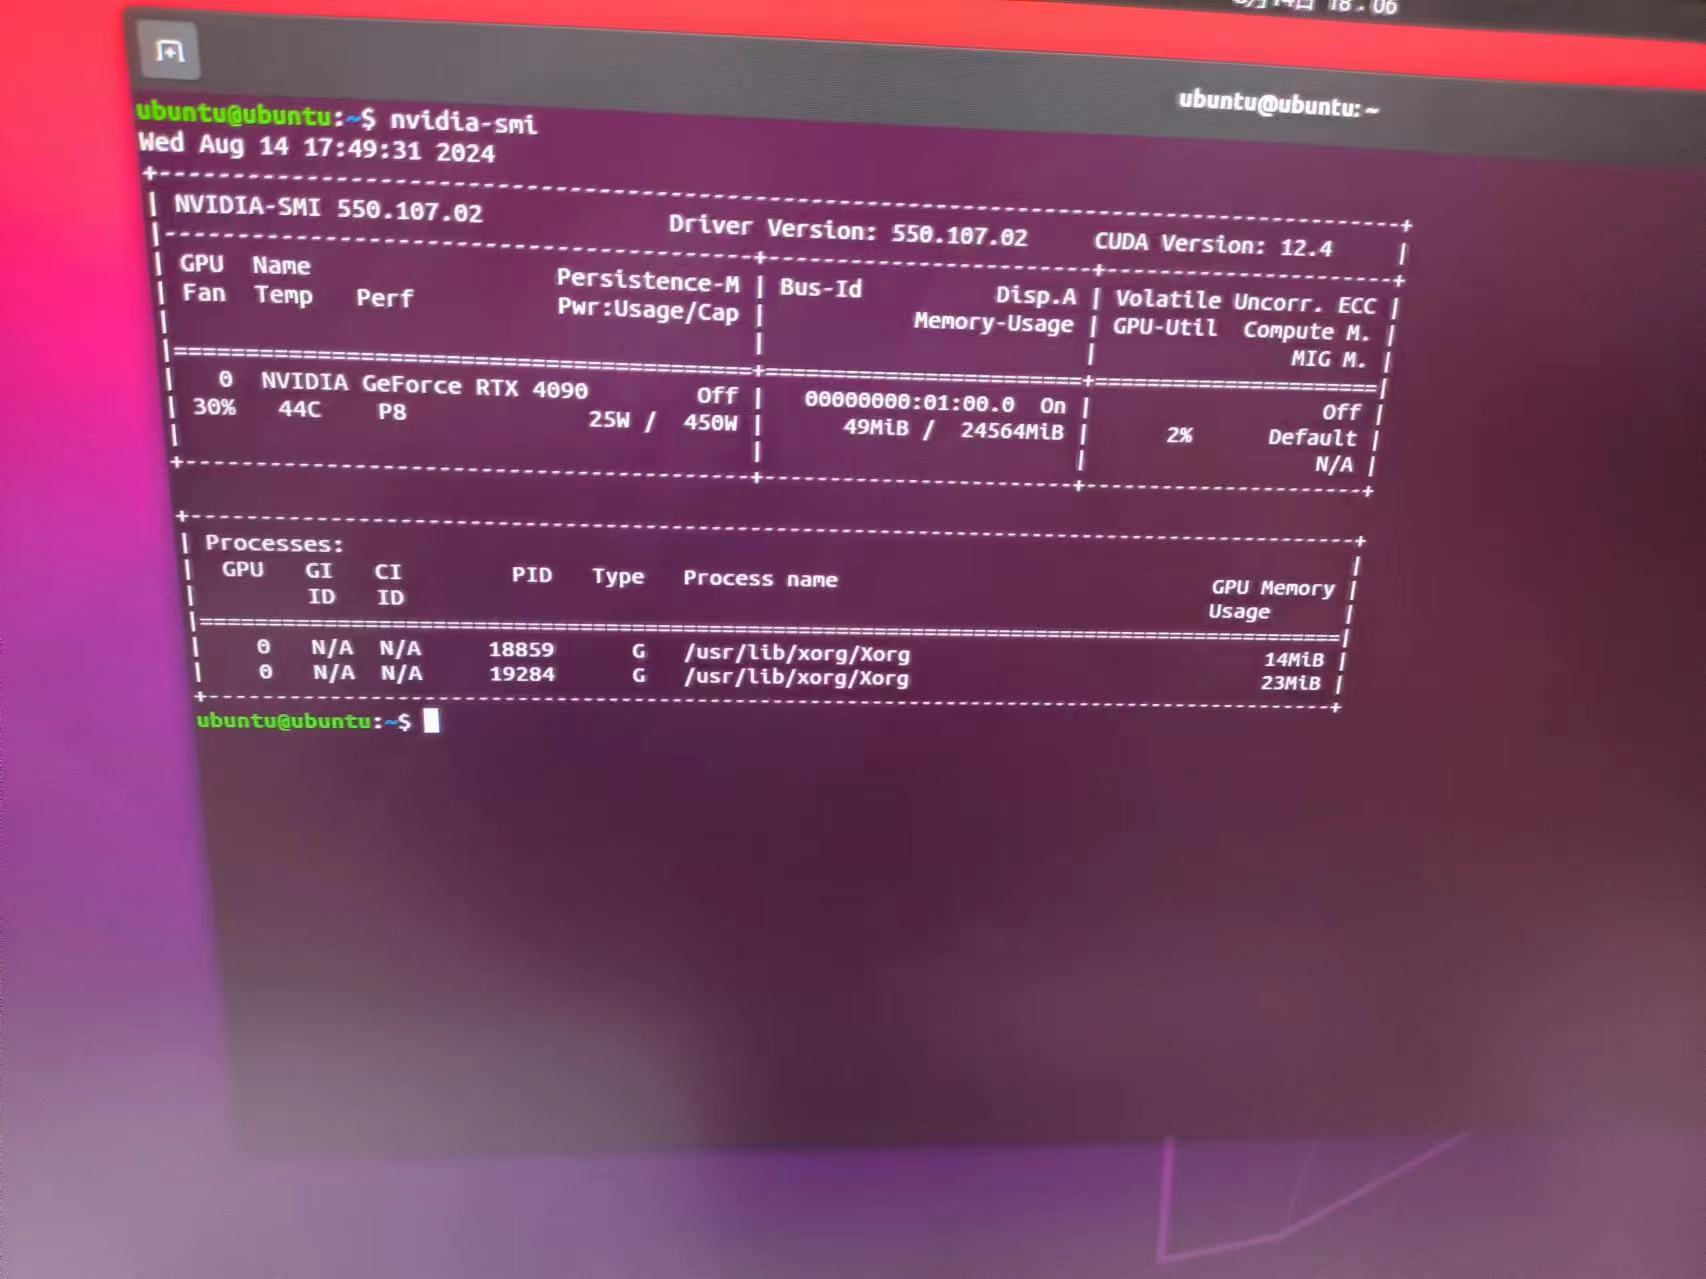 18:06
ubuntu@ubuntu: ~
ubuntu@ubuntu:~$ nvidia-smi
Wed Aug 14 17:49:31 2024
NVIDIA-SMI 550.107.02 Driver Version: 550.107.02 CUDA Version: 12.4
GPU Name Persistence-M | Bus-Id Disp.A | Volatile Uncorr. ECC
Fan Temp Perf Pwr:Usage/Cap | Memory-Usage | GPU-Util Compute M.
MIG M.
0 NVIDIA GeForce RTX 4090 Off | 00000000:01:00.0 On | Off
30% 44C P8 25W / 450W | 49MiB / 24564MiB | 2% Default
N/A
Processes:
GPU GI CI PID Type Process name GPU Memory
ID ID Usage
0 N/A N/A 18859 G /usr/lib/xorg/Xorg 14MiB
0 N/A N/A 19284 G /usr/lib/xorg/Xorg 23MiB
ubuntu@ubuntu:~$